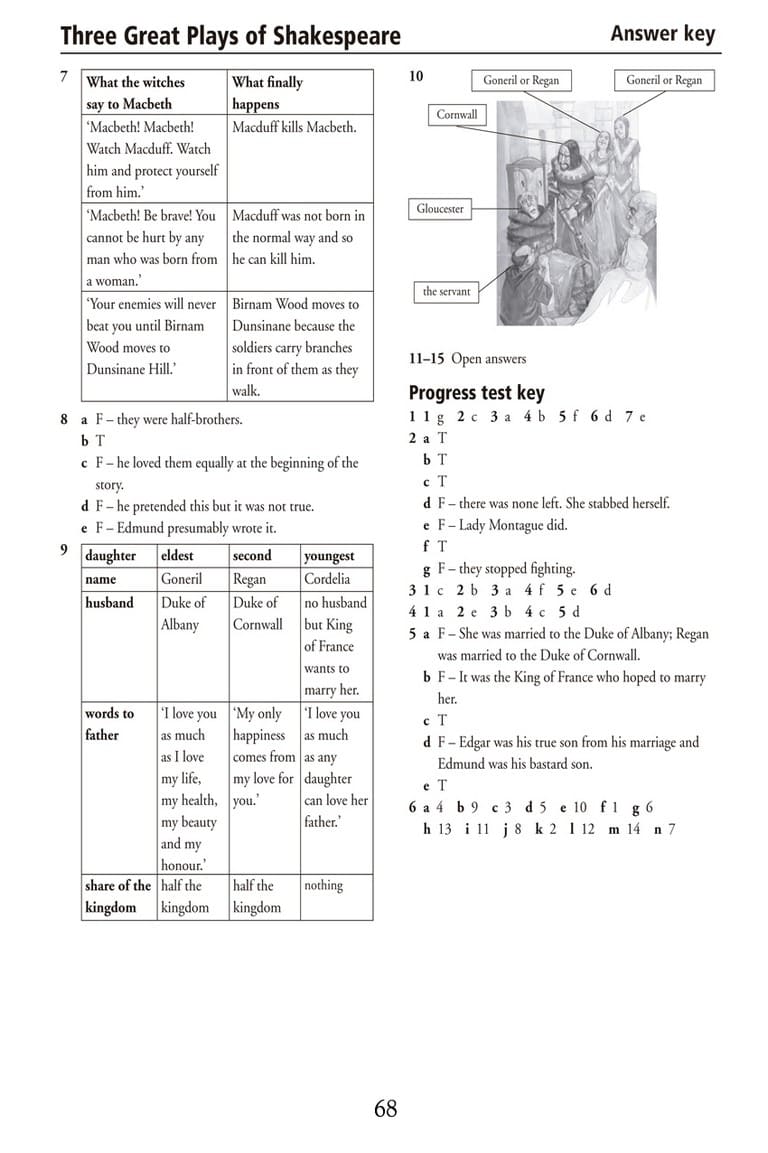 Three Great Plays of Shakespeare
Answer key
7
What the witches
say to Macbeth
What finally
happens
‘Macbeth! Macbeth!
Watch Macduff. Watch
him and protect yourself
from him.’
Macduff kills Macbeth.
‘Macbeth! Be brave! You
cannot be hurt by any
man who was born from
a woman.’
Macduff was not born in
the normal way and so
he can kill him.
‘Your enemies will never
beat you until Birnam
Wood moves to
Dunsinane Hill.’
Birnam Wood moves to
Dunsinane because the
soldiers carry branches
in front of them as they
walk.
8 a F – they were half-brothers.
b T
c F – he loved them equally at the beginning of the
story.
d F – he pretended this but it was not true.
e F – Edmund presumably wrote it.
9
daughter eldest second youngest
name Goneril Regan Cordelia
husband
Duke of
Albany
Duke of
Cornwall
no husband
but King
of France
wants to
marry her.
words to
father
‘I love you
as much
as I love
my life,
my health,
my beauty
and my
honour.’
‘My only
happiness
comes from
my love for
you.’
‘I love you
as much
as any
daughter
can love her
father.’
share of the
kingdom
half the
kingdom
half the
kingdom
nothing
10
Goneril or Regan
Goneril or Regan
Cornwall
Gloucester
the servant
11–15 Open answers
Progress test key
1 1 g 2 c 3 a 4 b 5 f 6 d 7 e
2 a T
b T
c T
d F – there was none left. She stabbed herself.
e F – Lady Montague did.
f T
g F – they stopped fighting.
3 1 c 2 b 3 a 4 f 5 e 6 d
4 1 a 2 e 3 b 4 c 5 d
5 a F – She was married to the Duke of Albany; Regan
was married to the Duke of Cornwall.
b F – It was the King of France who hoped to marry
her.
c T
d F – Edgar was his true son from his marriage and
Edmund was his bastard son.
e T
6 a 4 b 9 c 3 d 5 e 10 f 1 g 6
h 13 i 11 j 8 k 2 l 12 m 14 n 7
68